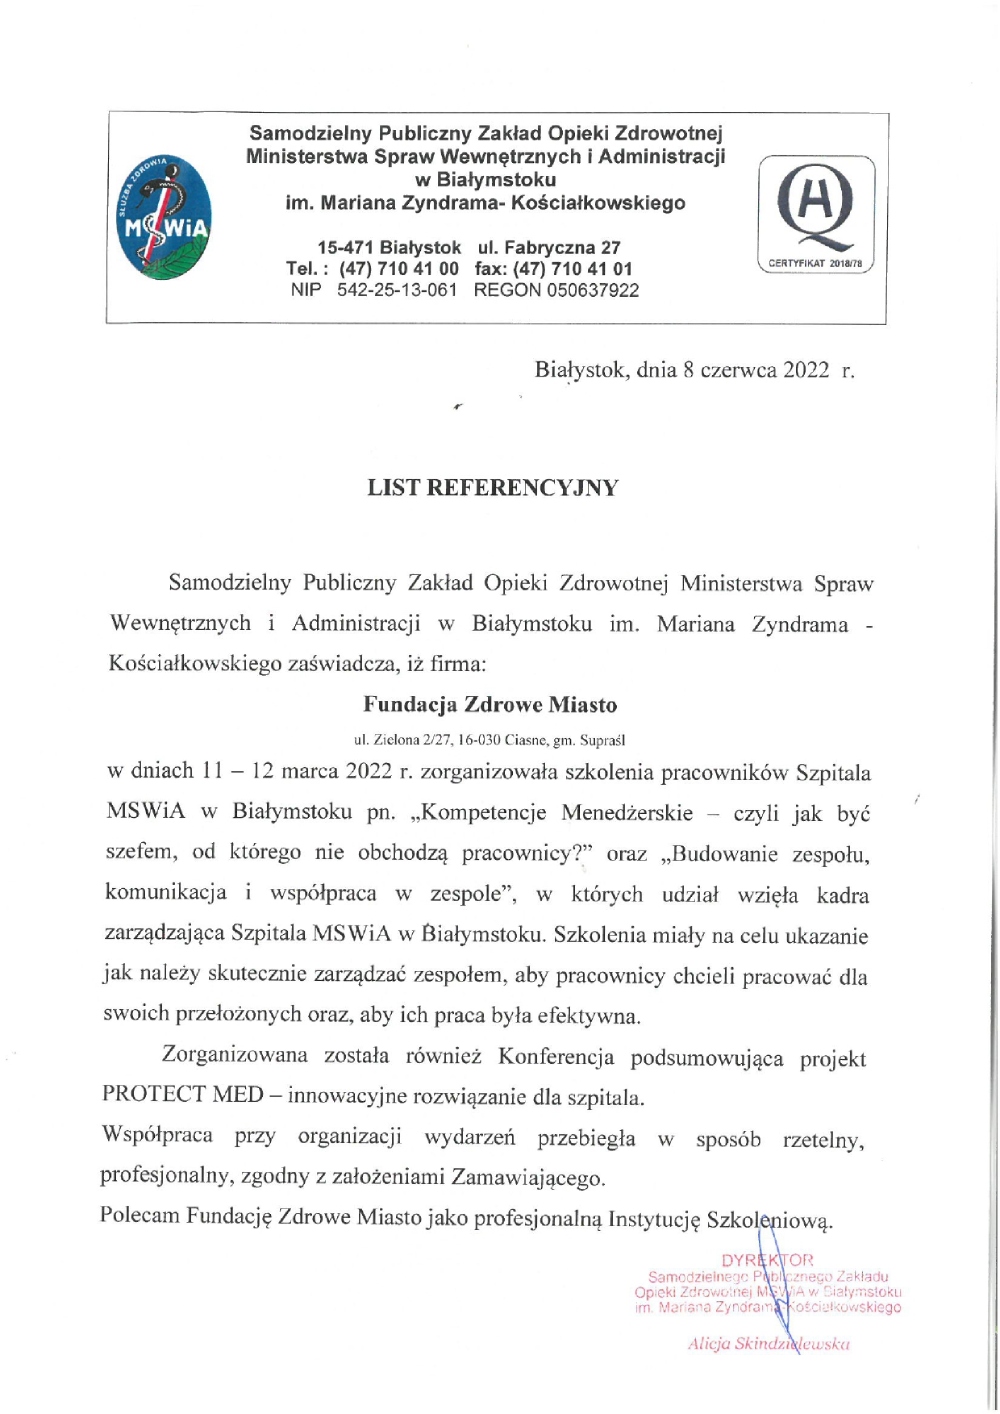 Samodzielny Publiczny Zakład Opieki Zdrowotnej
Ministerstwa Spraw Wewnętrznych i Administracji
w Białymstoku
im. Mariana Zyndrama- Kościałkowskiego
15-471 Białystok ul. Fabryczna 27
Tel. : (47) 710 41 00 fax: (47) 710 41 01
NIP 542-25-13-061 REGON 050637922
SŁUŻBA ZDROWIA
MSWiA
CERTYFIKAT 2018/78
Białystok, dnia 8 czerwca 2022 r.
LIST REFERENCYJNY
Samodzielny Publiczny Zakład Opieki Zdrowotnej Ministerstwa Spraw
Wewnętrznych i Administracji w Białymstoku im. Mariana Zyndrama -
Kościałkowskiego zaświadcza, iż firma:
Fundacja Zdrowe Miasto
ul. Zielona 2/27, 16-030 Ciasne, gm. Supraśl
w dniach 11 – 12 marca 2022 r. zorganizowała szkolenia pracowników Szpitala
MSWiA w Białymstoku pn. „Kompetencje Menedżerskie – czyli jak być
szefem, od którego nie obchodzą pracownicy?” oraz „Budowanie zespołu,
komunikacja i współpraca w zespole”, w których udział wzięła kadra
zarządzająca Szpitala MSWiA w Białymstoku. Szkolenia miały na celu ukazanie
jak należy skutecznie zarządzać zespołem, aby pracownicy chcieli pracować dla
swoich przełożonych oraz, aby ich praca była efektywna.
Zorganizowana została również Konferencja podsumowująca projekt
PROTECT MED – innowacyjne rozwiązanie dla szpitala.
Współpraca przy organizacji wydarzeń przebiegła w sposób rzetelny,
profesjonalny, zgodny z założeniami Zamawiającego.
Polecam Fundację Zdrowe Miasto jako profesjonalną Instytucję Szkoleniową.
DYREKTOR
Samodzielnego Publicznego Zakładu
Opieki Zdrowotnej MSWiA w Białymstoku
im. Mariana Zyndrama-Kościałkowskiego
Alicja Skindzielewska